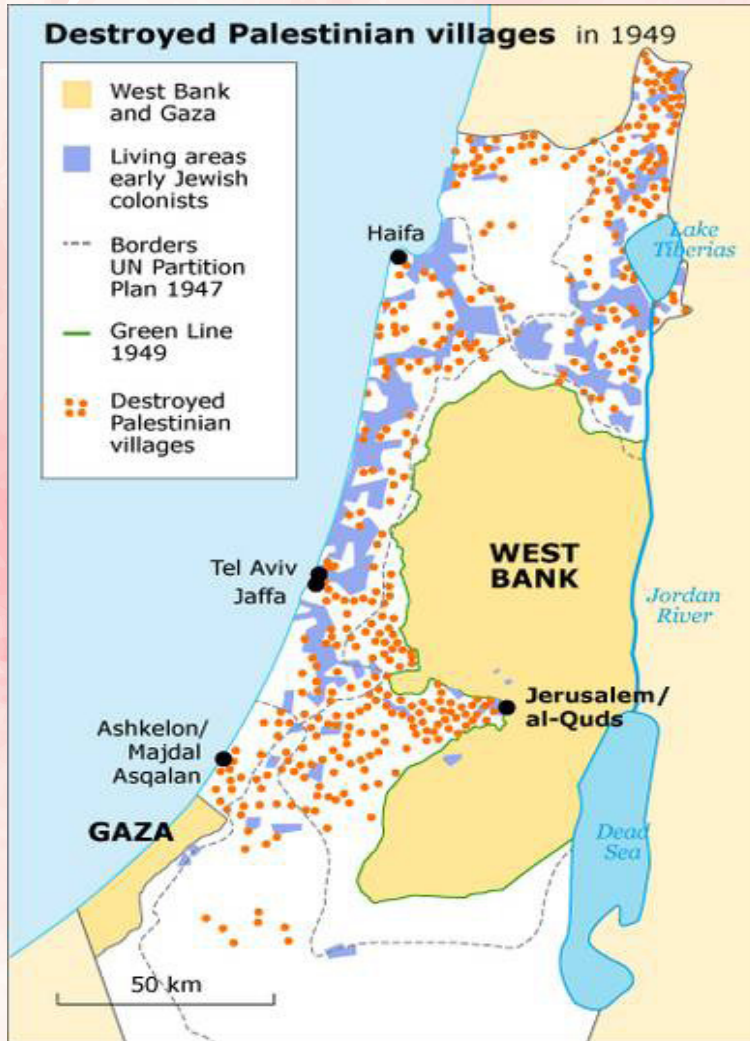 Destroyed Palestinian villages in 1949
West Bank
and Gaza
Living areas
early Jewish
colonists
Borders
UN Partition
Plan 1947
Green Line
1949
Destroyed
Palestinian
villages
Haifa
Lake
Tiberias
Tel Aviv
Jaffa
WEST
BANK
Jordan
River
Jerusalem/
al-Quds
Ashkelon/
Majdal
Asqalan
GAZA
Dead
Sea
50 km